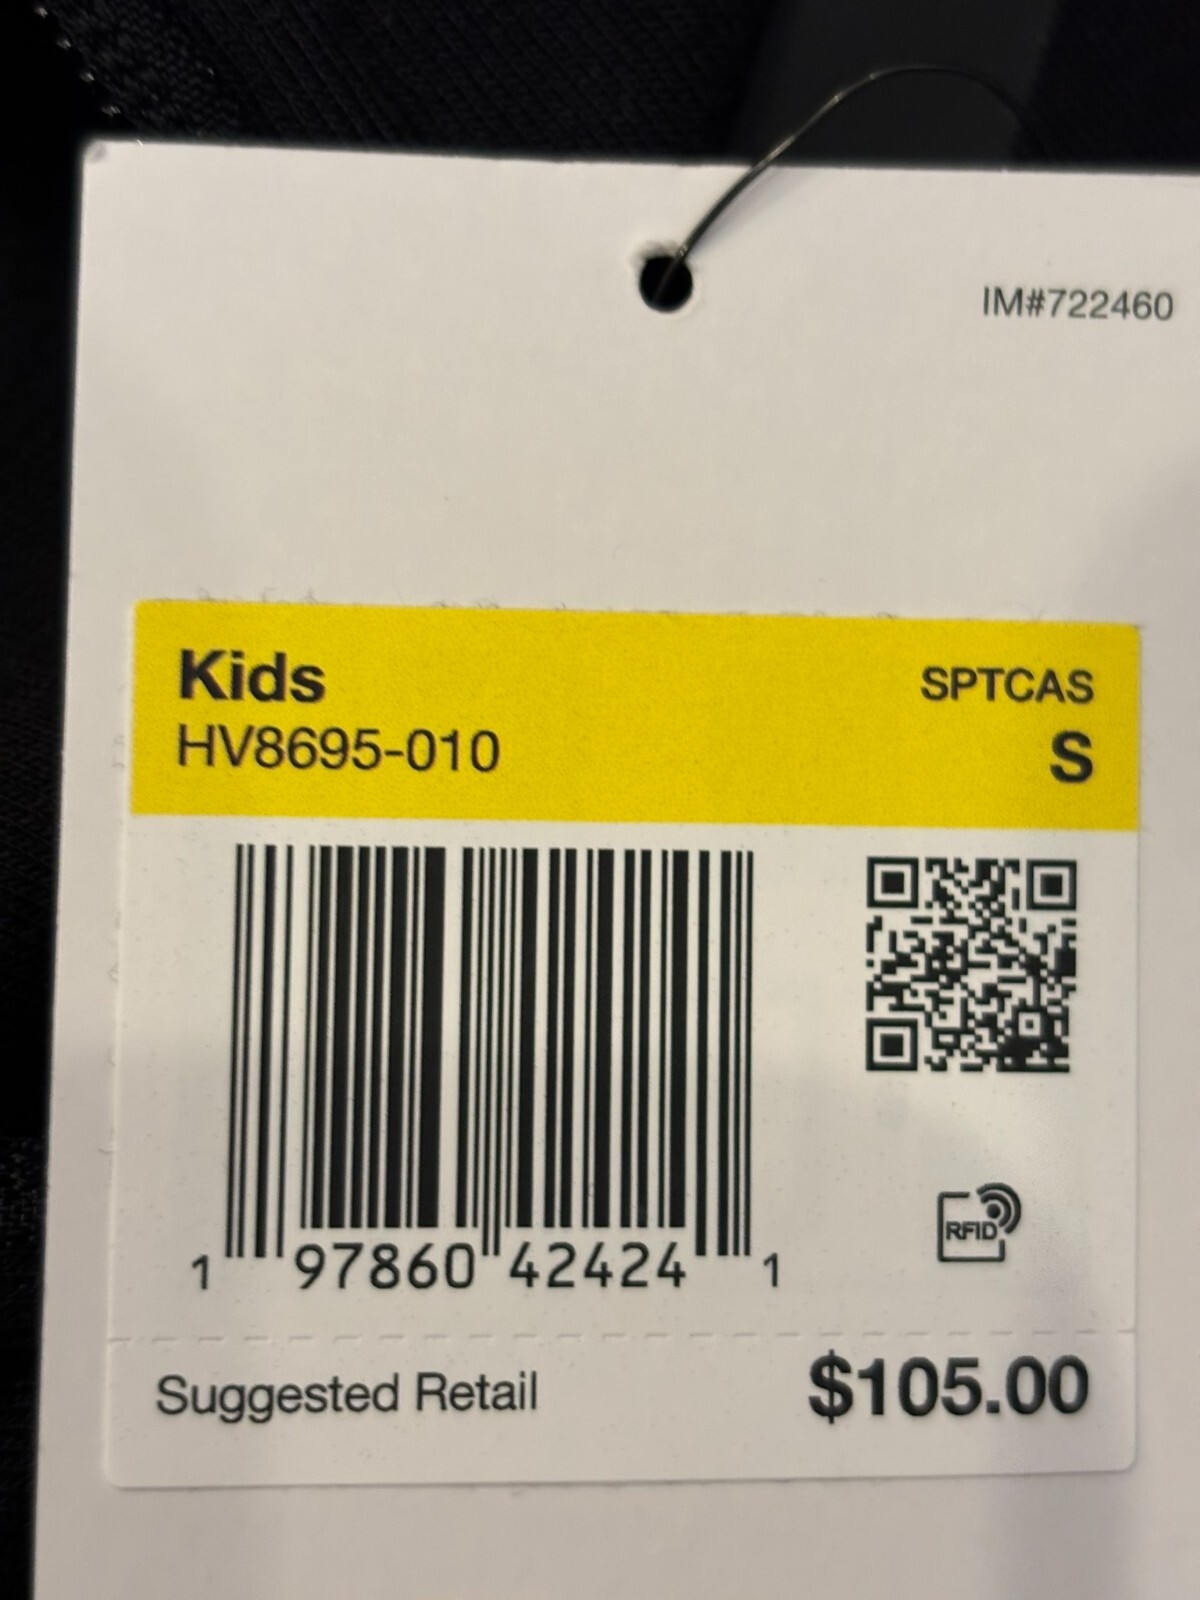 IM#722460
Kids
SPTCAS
HV8695-010
S
RFID
1 97860 42424 1
Suggested Retail
$105.00